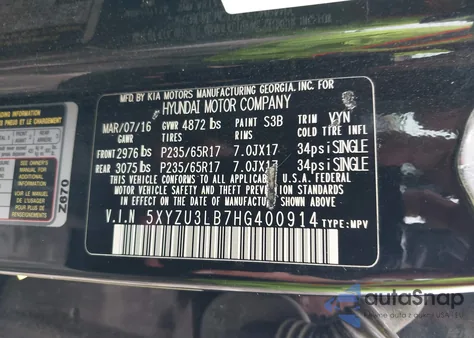 MFD. BY KIA MOTORS MANUFACTURING GEORGIA, INC. FOR
HYUNDAI MOTOR COMPANY
MAR/07/16 GVWR 4872 lbs PAINT S3B TRIM VYN
GAWR TIRES RIMS COLD TIRE INFL
FRONT 2976 lbs P235/65R17 7.0JX17 34psi SINGLE
REAR 3075 lbs P235/65R17 7.0JX17 34psi SINGLE
THIS VEHICLE CONFORMS TO ALL APPLICABLE U.S.A. FEDERAL
MOTOR VEHICLE SAFETY, BUMPER, AND THEFT PREVENTION STANDARDS
IN EFFECT ON THE DATE OF MANUFACTURE SHOWN ABOVE.
V.I.N 5XYZU3LB7HG400914 TYPE:MPV
Z670
autoSnap